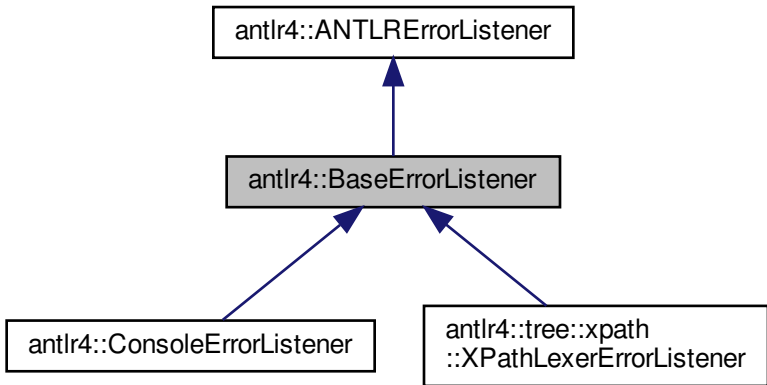 antlr4::ANTLRErrorListener
antlr4::BaseErrorListener
antlr4::ConsoleErrorListener
antlr4::tree::xpath
::XPathLexerErrorListener